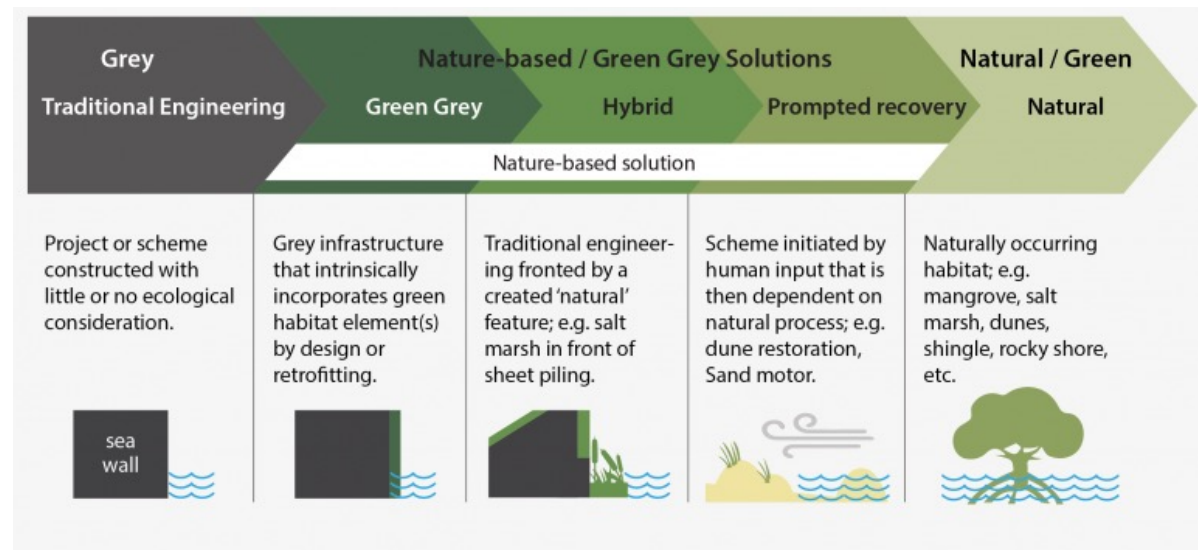 Grey
Nature-based / Green Grey Solutions
Natural / Green
Traditional Engineering
Green Grey
Hybrid
Prompted recovery
Natural
Nature-based solution
Project or scheme
constructed with
little or no ecological
consideration.
Grey infrastructure
that intrinsically
incorporates green
habitat element(s)
by design or
retrofitting.
Traditional engineer-
ing fronted by a
created ‘natural’
feature; e.g. salt
marsh in front of
sheet piling.
Scheme initiated by
human input that is
then dependent on
natural process; e.g.
dune restoration,
Sand motor.
Naturally occurring
habitat; e.g.
mangrove, salt
marsh, dunes,
shingle, rocky shore,
etc.
sea
wall